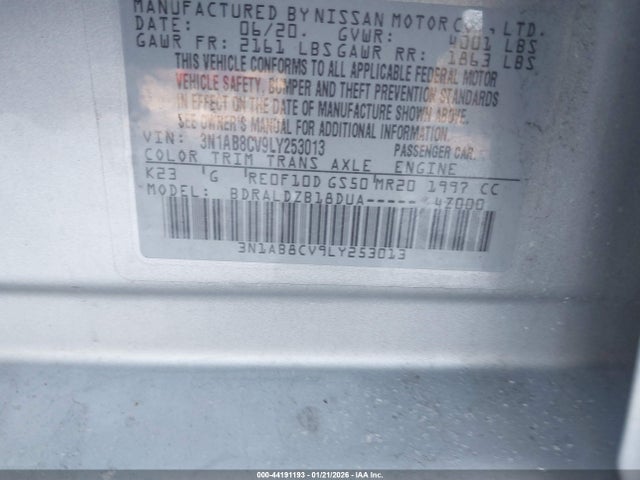 MANUFACTURED BY NISSAN MOTOR CO., LTD.
DATE: 06/20. GVWR: 4001 LBS
GAWR FR: 2161 LBS GAWR RR: 1863 LBS
THIS VEHICLE CONFORMS TO ALL APPLICABLE FEDERAL MOTOR
VEHICLE SAFETY, BUMPER AND THEFT PREVENTION STANDARDS
IN EFFECT ON THE DATE OF MANUFACTURE SHOWN ABOVE.
SEE OWNER'S MANUAL FOR ADDITIONAL INFORMATION.
VIN: 3N1AB8CV9LY253013 PASSENGER CAR
COLOR TRIM TRANS AXLE ENGINE
K23 G RE0F10D GS50 MR20 1997 CC
MODEL: BDRALDZB18DUA----- 47000
3N1AB8CV9LY253013
000-44191193 - 01/21/2026 - IAA Inc.